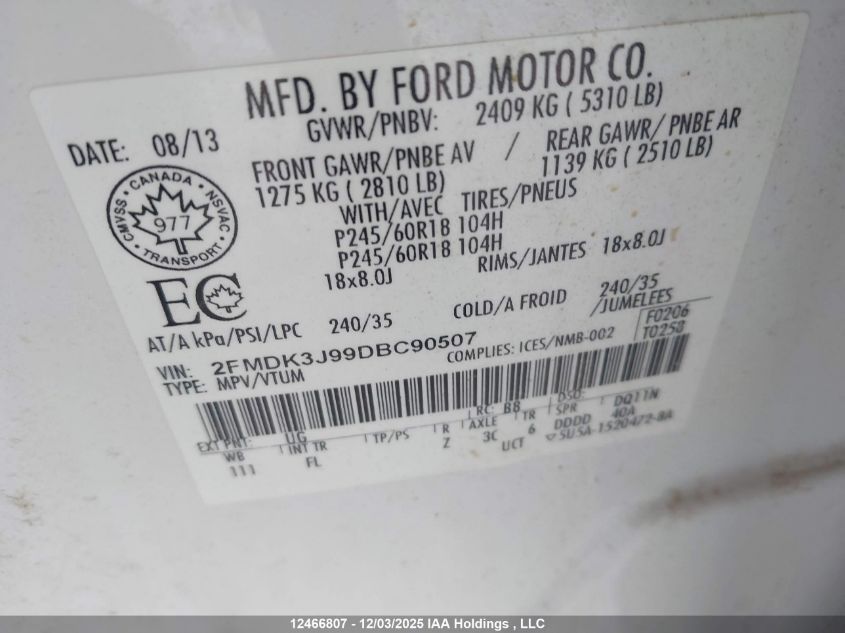 MFD. BY FORD MOTOR CO.
DATE: 08/13 GVWR/PNBV: 2409 KG ( 5310 LB)
FRONT GAWR/PNBE AV / REAR GAWR/ PNBE AR
1275 KG ( 2810 LB) 1139 KG ( 2510 LB)
WITH/AVEC TIRES/PNEUS
P245/60R18 104H
P245/60R18 104H
18x8.0J RIMS/JANTES 18x8.0J
CANADA
CMVSS NSVAC
977
TRANSPORT
EC
AT/A kPa/PSI/LPC 240/35 COLD/A FROID 240/35 /JUMELEES
VIN: 2FMDK3J99DBC90507 F0206
TYPE: MPV/VTUM COMPLIES: ICES/NMB-002 T0258
EXT PNT: UG RC: B8 DSO: DQ11N
WB INT TR TP/PS R AXLE TR SPR 40A
111 FL Z 3C 6 DDDD
UCT 5U5A-1520472-BA
12466807 - 12/03/2025 IAA Holdings , LLC